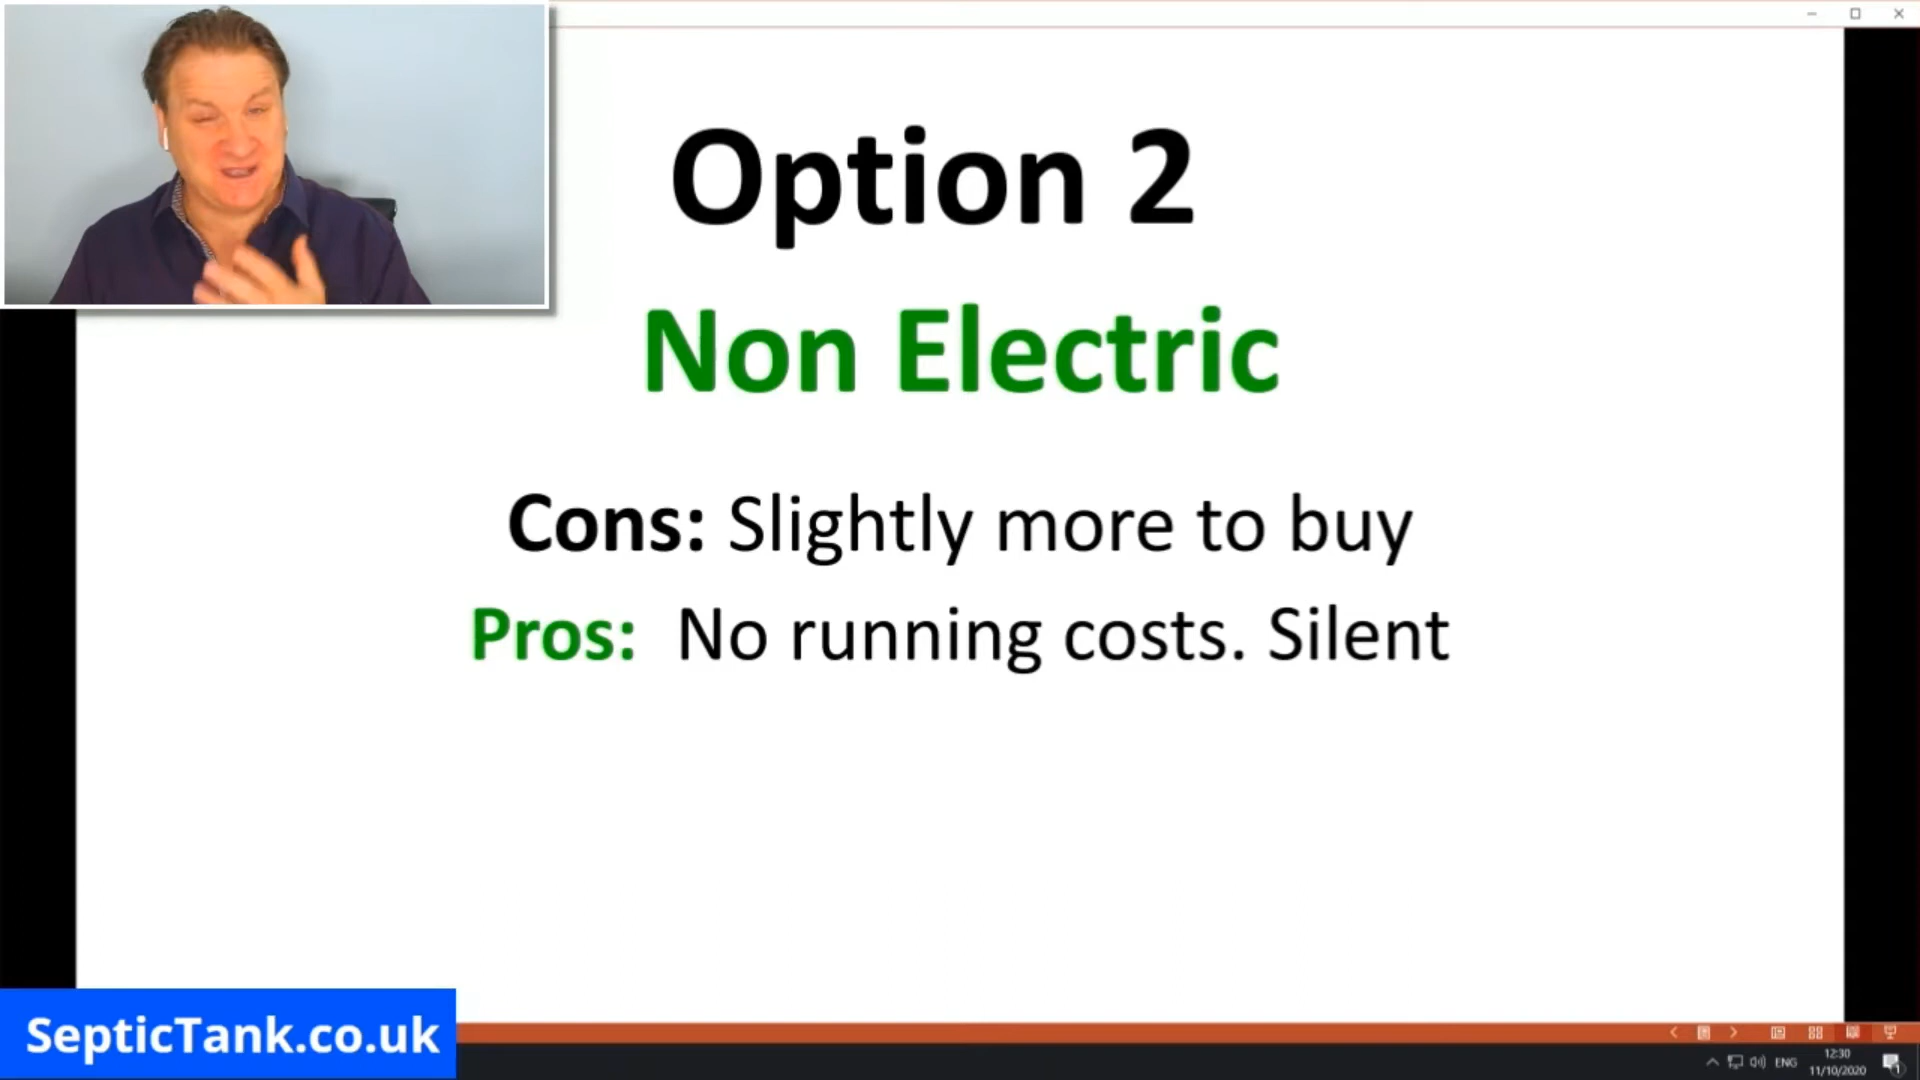 Option 2
Non Electric
Cons: Slightly more to buy
Pros: No running costs. Silent
SepticTank.co.uk
ENG
12:30
11/10/2020
1